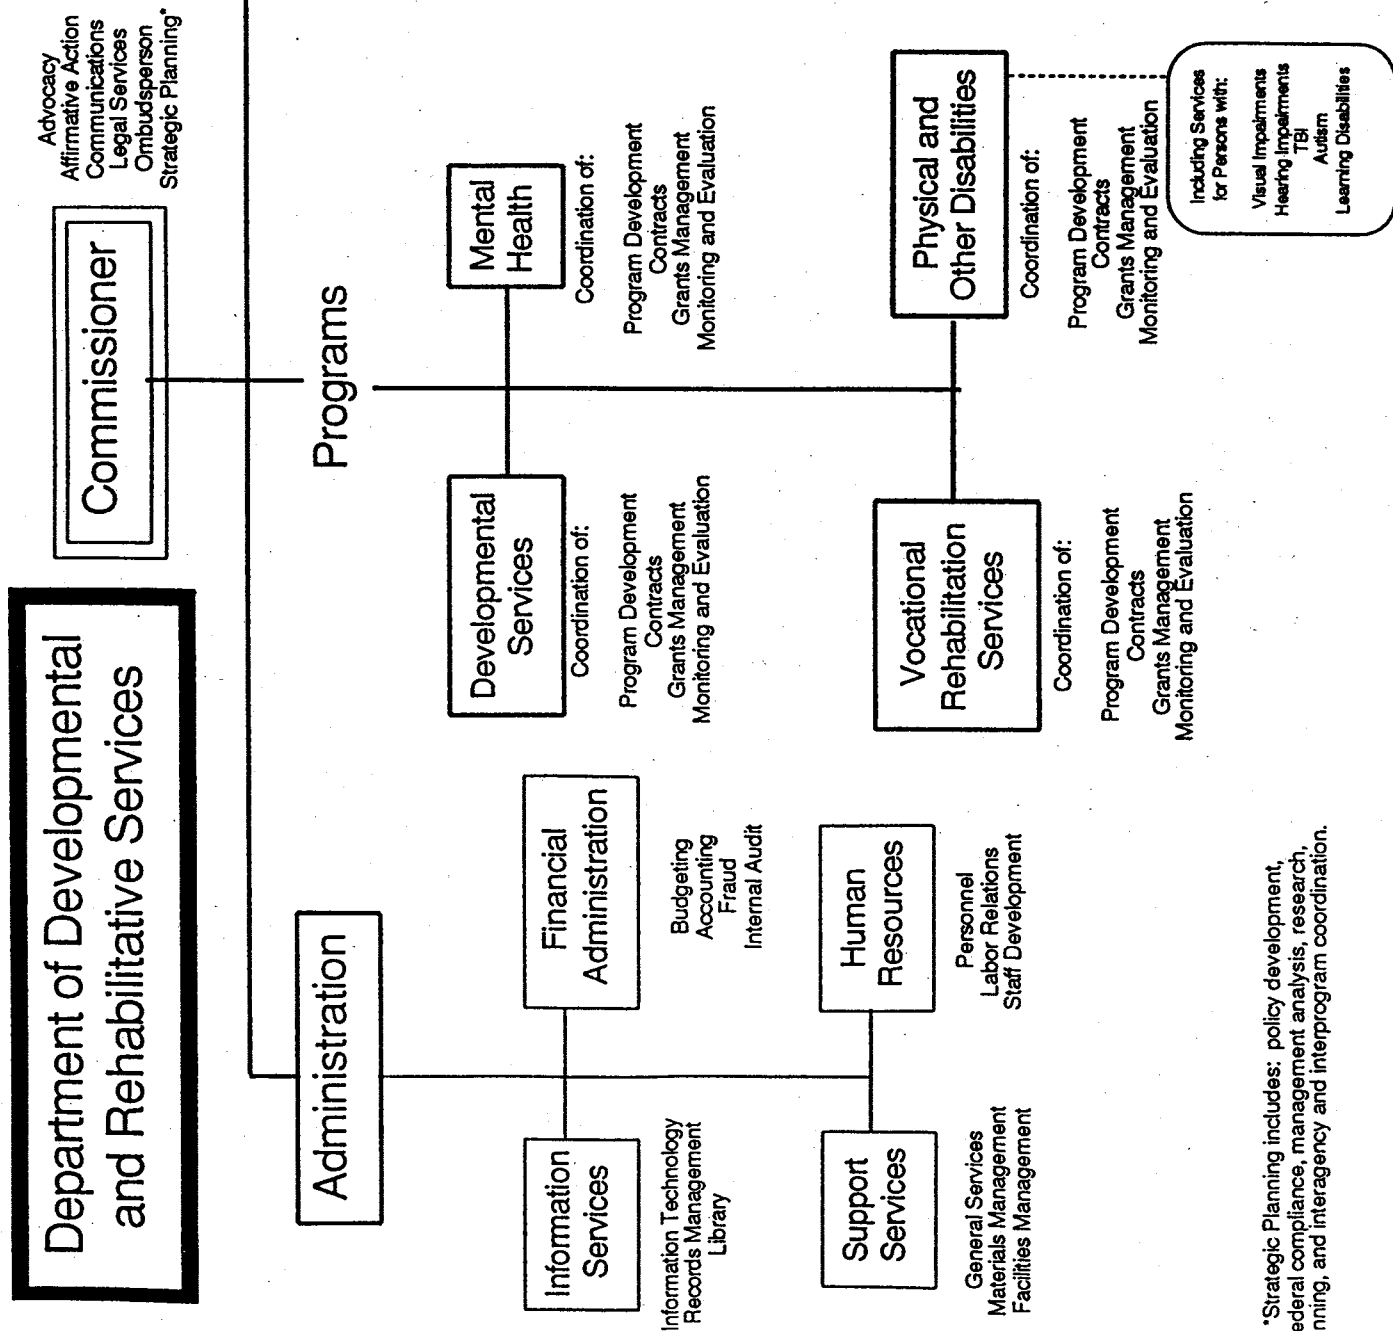 Department of Developmental
and Rehabilitative Services
Commissioner
Advocacy
Affirmative Action
Communications
Legal Services
Ombudsperson
Strategic Planning*
Administration
Programs
Information
Services
Information Technology
Records Management
Library
Financial
Administration
Budgeting
Accounting
Fraud
Internal Audit
Developmental
Services
Coordination of:
Program Development
Contracts
Grants Management
Monitoring and Evaluation
Mental
Health
Coordination of:
Program Development
Contracts
Grants Management
Monitoring and Evaluation
Support
Services
General Services
Materials Management
Facilities Management
Human
Resources
Personnel
Labor Relations
Staff Development
Vocational
Rehabilitation
Services
Coordination of:
Program Development
Contracts
Grants Management
Monitoring and Evaluation
Physical and
Other Disabilities
Coordination of:
Program Development
Contracts
Grants Management
Monitoring and Evaluation
Including Services
for Persons with:
Visual Impairments
Hearing Impairments
TBI
Autism
Learning Disabilities
*Strategic Planning includes: policy development,
ederal compliance, management analysis, research,
nning, and interagency and interprogram coordination.